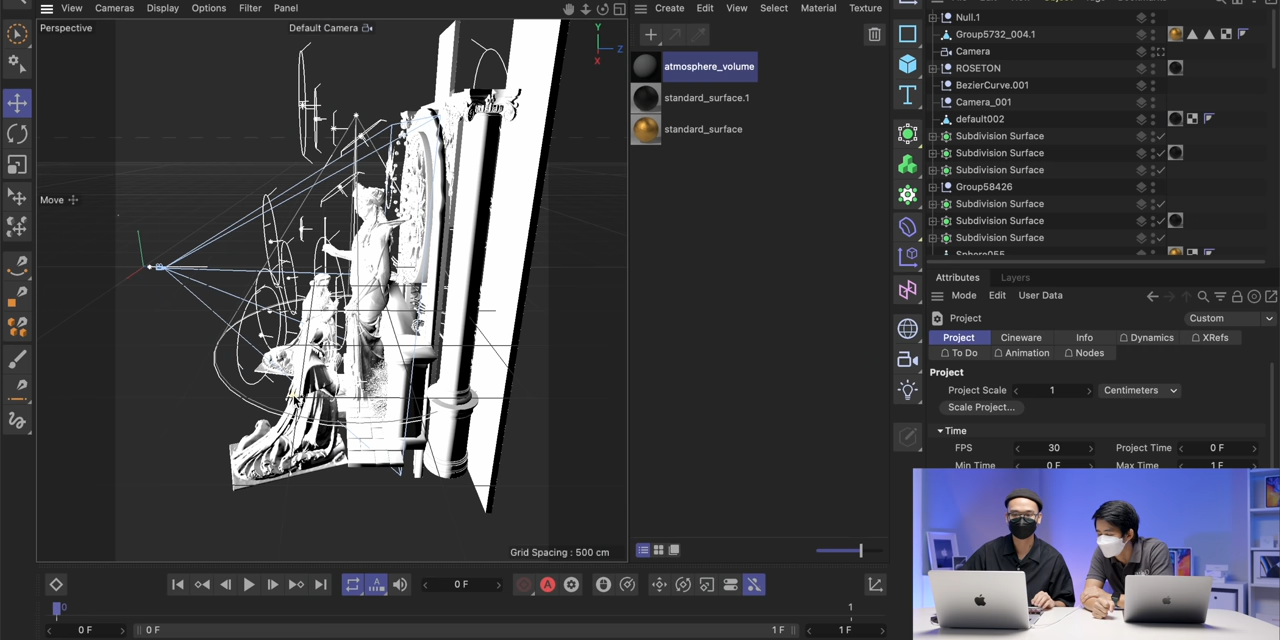 View Cameras Display Options Filter Panel
Create Edit View Select Material Texture
Perspective
Default Camera
Y
Z
X
Move
Grid Spacing : 500 cm
atmosphere_volume
standard_surface.1
standard_surface
Null.1
Group5732_004.1
Camera
ROSETON
BezierCurve.001
Camera_001
default002
Subdivision Surface
Subdivision Surface
Subdivision Surface
Group58426
Subdivision Surface
Subdivision Surface
Subdivision Surface
Attributes Layers
Mode Edit User Data
Project Custom
Project Cineware Info Dynamics XRefs
To Do Animation Nodes
Project
Project Scale 1 Centimeters
Scale Project...
Time
FPS 30 Project Time 0 F
Min Time 0 F Max Time 1 F
0 F
0 1
0 F 0 F 1 F 1 F